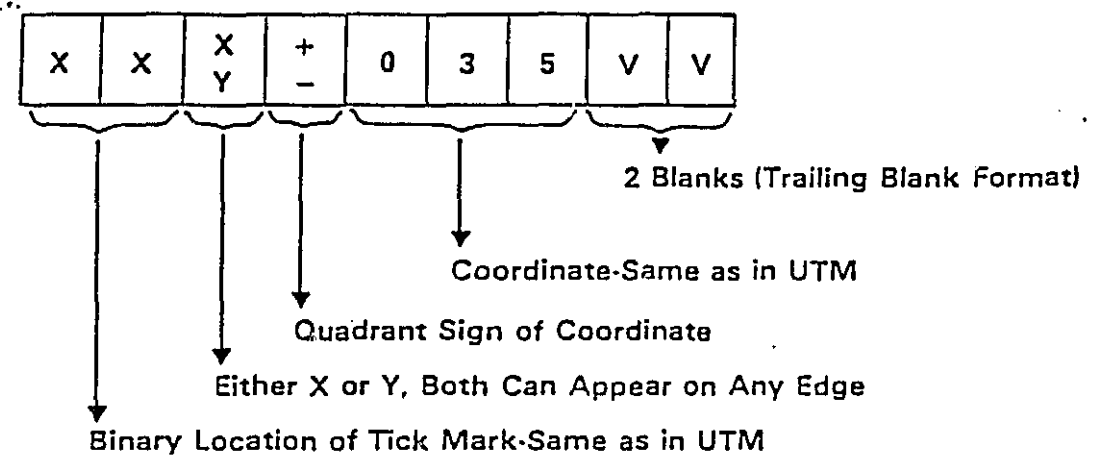 X X X + 0 3 5 V V
Y −
2 Blanks (Trailing Blank Format)
Coordinate-Same as in UTM
Quadrant Sign of Coordinate
Either X or Y, Both Can Appear on Any Edge
Binary Location of Tick Mark-Same as in UTM